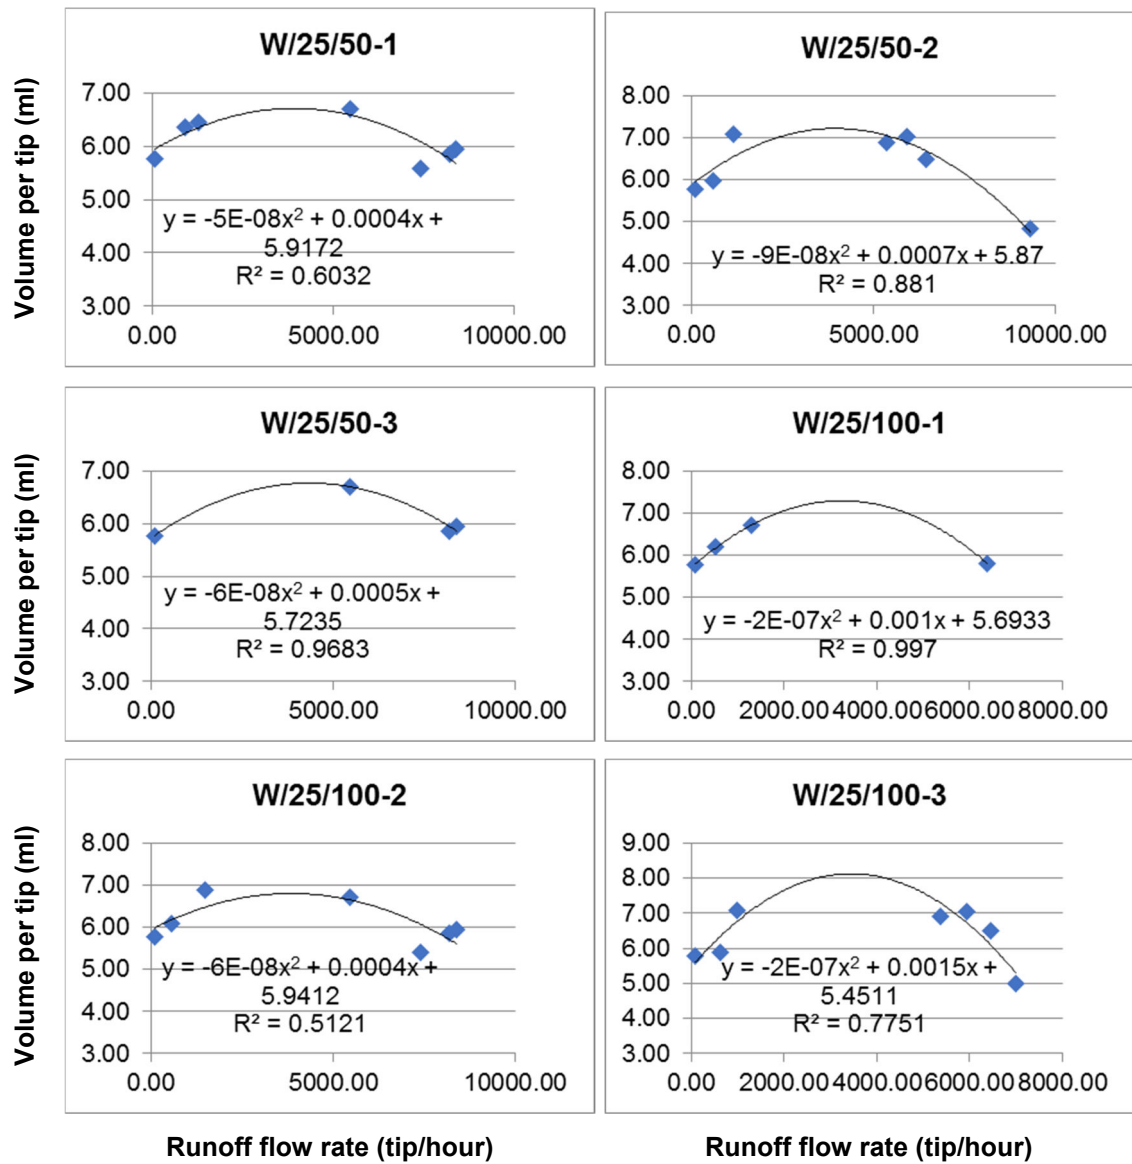 W/25/50-1
Volume per tip (ml)
7.00
6.00
5.00
4.00
3.00
y = -5E-08x² + 0.0004x +
5.9172
R² = 0.6032
0.00 5000.00 10000.00
W/25/50-2
8.00
7.00
6.00
5.00
4.00
3.00
y = -9E-08x² + 0.0007x + 5.87
R² = 0.881
0.00 5000.00 10000.00
W/25/50-3
Volume per tip (ml)
7.00
6.00
5.00
4.00
3.00
y = -6E-08x² + 0.0005x +
5.7235
R² = 0.9683
0.00 5000.00 10000.00
W/25/100-1
8.00
7.00
6.00
5.00
4.00
3.00
y = -2E-07x² + 0.001x + 5.6933
R² = 0.997
0.00 2000.00 4000.00 6000.00 8000.00
W/25/100-2
Volume per tip (ml)
8.00
7.00
6.00
5.00
4.00
3.00
y = -6E-08x² + 0.0004x +
5.9412
R² = 0.5121
0.00 5000.00 10000.00
W/25/100-3
9.00
8.00
7.00
6.00
5.00
4.00
3.00
y = -2E-07x² + 0.0015x +
5.4511
R² = 0.7751
0.00 2000.00 4000.00 6000.00 8000.00
Runoff flow rate (tip/hour)
Runoff flow rate (tip/hour)